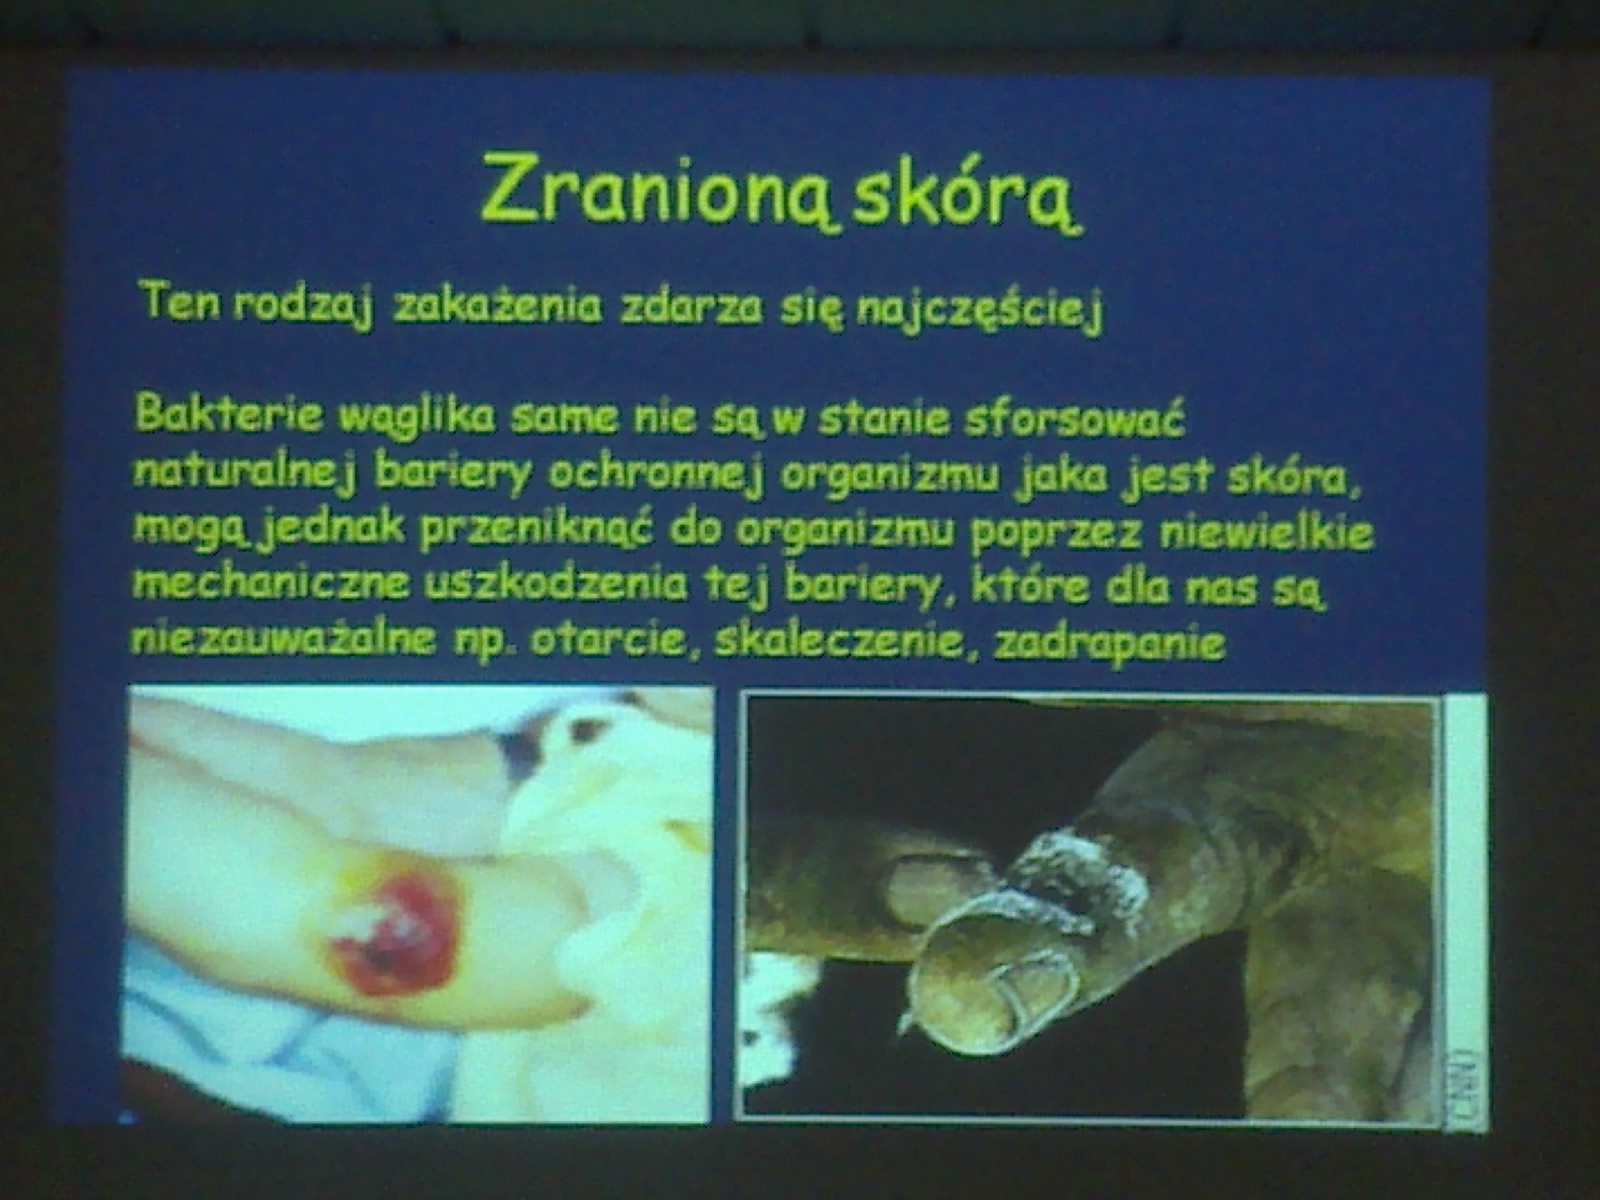 Zranioną skórą
Ten rodzaj zakażenia zdarza się najczęściej
Bakterie wąglika same nie są w stanie sforsować
naturalnej bariery ochronnej organizmu jaka jest skóra,
mogą jednak przeniknąć do organizmu poprzez niewielkie
mechaniczne uszkodzenia tej bariery, które dla nas są
niezauważalne np. otarcie, skaleczenie, zadrapanie
CNN